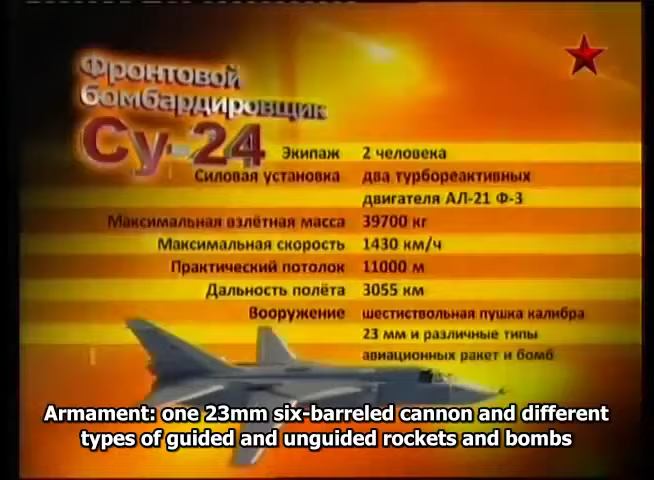 Фронтовой
бомбардировщик
Су-24
Экипаж 2 человека
Силовая установка два турбореактивных
двигателя АЛ-21 Ф-3
Максимальная взлётная масса 39700 кг
Максимальная скорость 1430 км/ч
Практический потолок 11000 м
Дальность полёта 3055 км
Вооружение шестиствольная пушка калибра
23 мм и различные типы
авиационных ракет и бомб
Armament: one 23mm six-barreled cannon and different
types of guided and unguided rockets and bombs